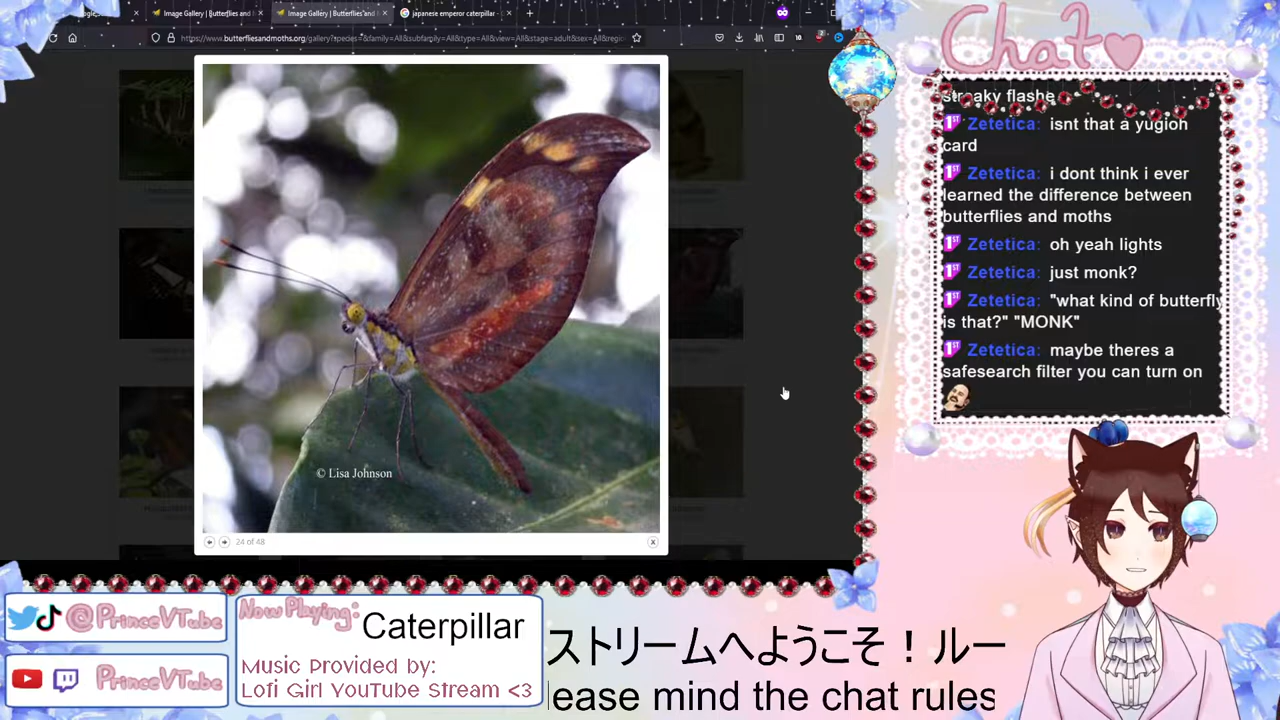 Image Gallery | Butterflies and
Image Gallery | Butterflies and
japanese emperor caterpillar -
https://www.butterfliesandmoths.org/gallery?species=&family=All&subfamily=All&type=All&view=All&stage=adult&sex=All&region
© Lisa Johnson
24 of 48
X
Chat
streaky flashe
Zetetica: isnt that a yugioh
card
Zetetica: i dont think i ever
learned the difference between
butterflies and moths
Zetetica: oh yeah lights
Zetetica: just monk?
Zetetica: "what kind of butterfly
is that?" "MONK"
Zetetica: maybe theres a
safesearch filter you can turn on
@PrinceVTube
PrinceVTube
Now Playing:
Caterpillar
Music Provided by:
Lofi Girl YouTube Stream <3
ストリームへようこそ！ルー
lease mind the chat rules